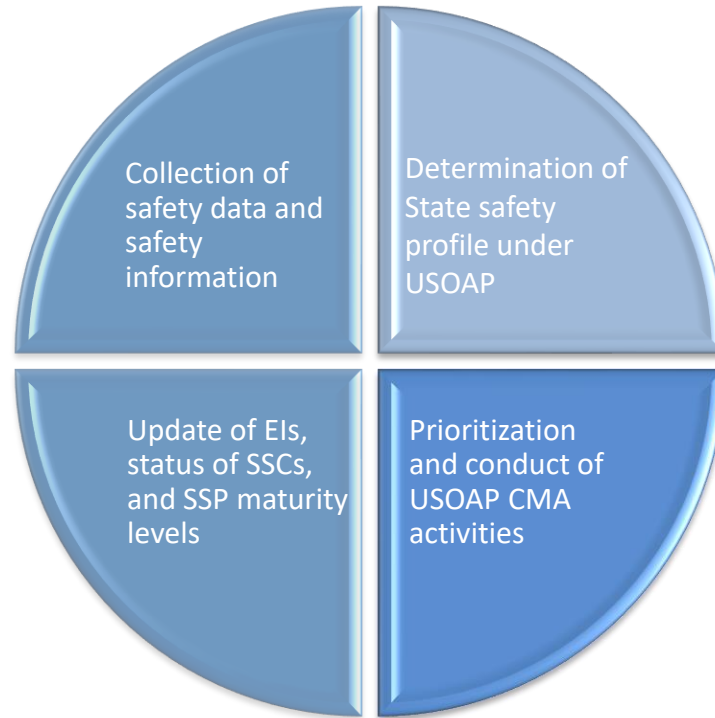 Collection of
safety data and
safety
information
Determination of
State safety
profile under
USOAP
Update of EIs,
status of SSCs,
and SSP maturity
levels
Prioritization
and conduct of
USOAP CMA
activities